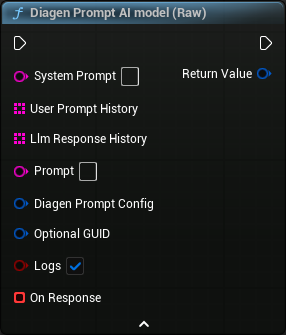 Diagen Prompt AI model (Raw)
System Prompt
Return Value
User Prompt History
Llm Response History
Prompt
Diagen Prompt Config
Optional GUID
Logs
On Response